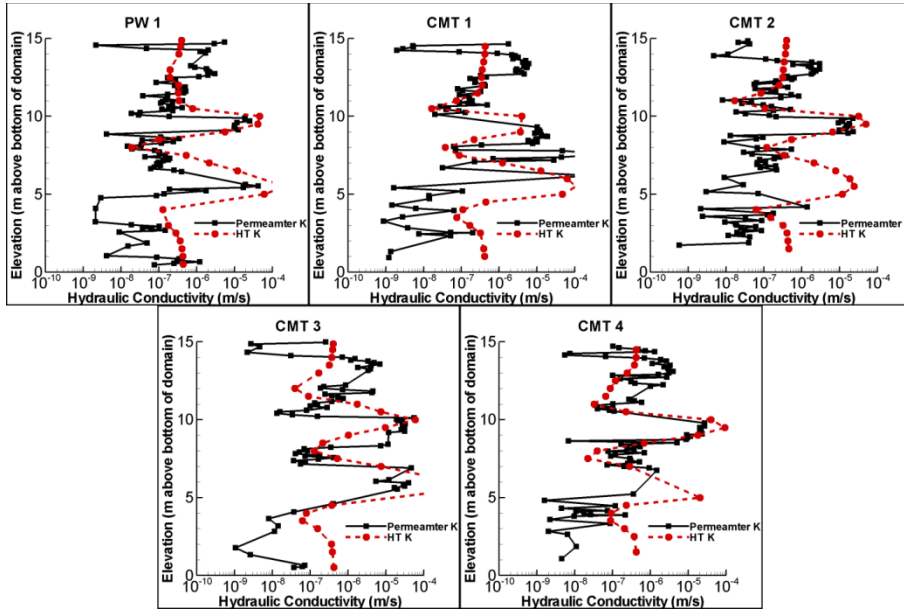 PW 1
Elevation (m above bottom of domain)
15
10
5
0
Permeamter K
HT K
10-10 10-9 10-8 10-7 10-6 10-5 10-4
Hydraulic Conductivity (m/s)
CMT 1
Elevation (m above bottom of domain)
15
10
5
0
Permeamter K
HT K
10-10 10-9 10-8 10-7 10-6 10-5 10-4
Hydraulic Conductivity (m/s)
CMT 2
Elevation (m above bottom of domain)
15
10
5
0
Permeamter K
HT K
10-10 10-9 10-8 10-7 10-6 10-5 10-4
Hydraulic Conductivity (m/s)
CMT 3
Elevation (m above bottom of domain)
15
10
5
0
Permeamter K
HT K
10-10 10-9 10-8 10-7 10-6 10-5 10-4
Hydraulic Conductivity (m/s)
CMT 4
Elevation (m above bottom of domain)
15
10
5
0
Permeamter K
HT K
10-10 10-9 10-8 10-7 10-6 10-5 10-4
Hydraulic Conductivity (m/s)